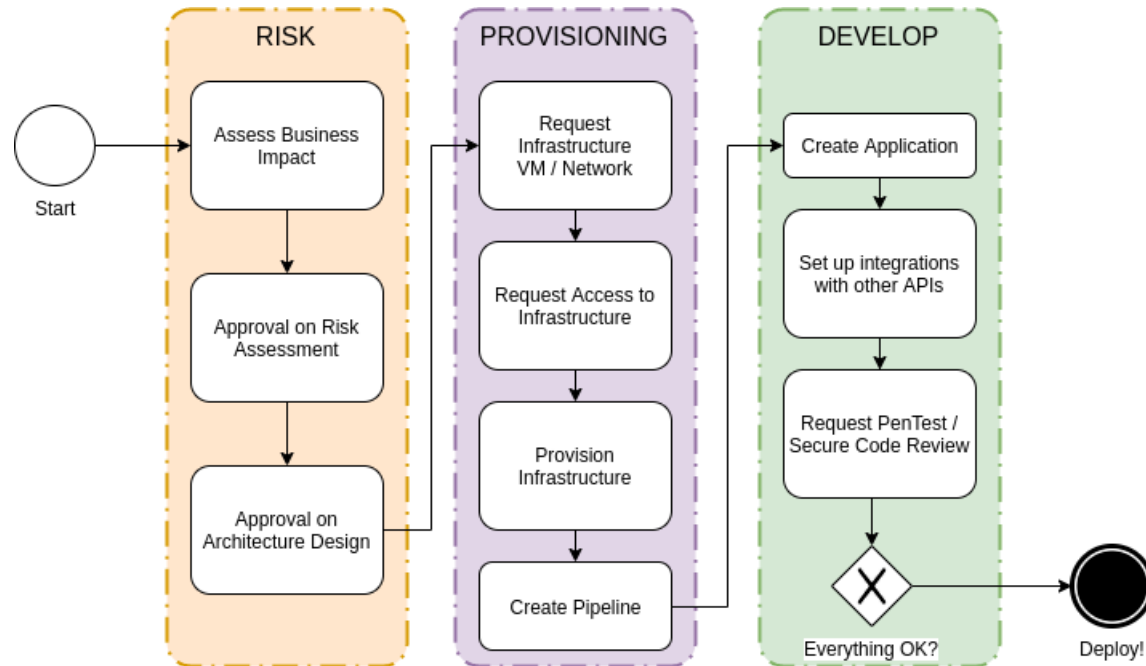 RISK
PROVISIONING
DEVELOP
Start
Assess Business
Impact
Approval on Risk
Assessment
Approval on
Architecture Design
Request
Infrastructure
VM / Network
Request Access to
Infrastructure
Provision
Infrastructure
Create Pipeline
Create Application
Set up integrations
with other APIs
Request PenTest /
Secure Code Review
Everything OK?
Deploy!